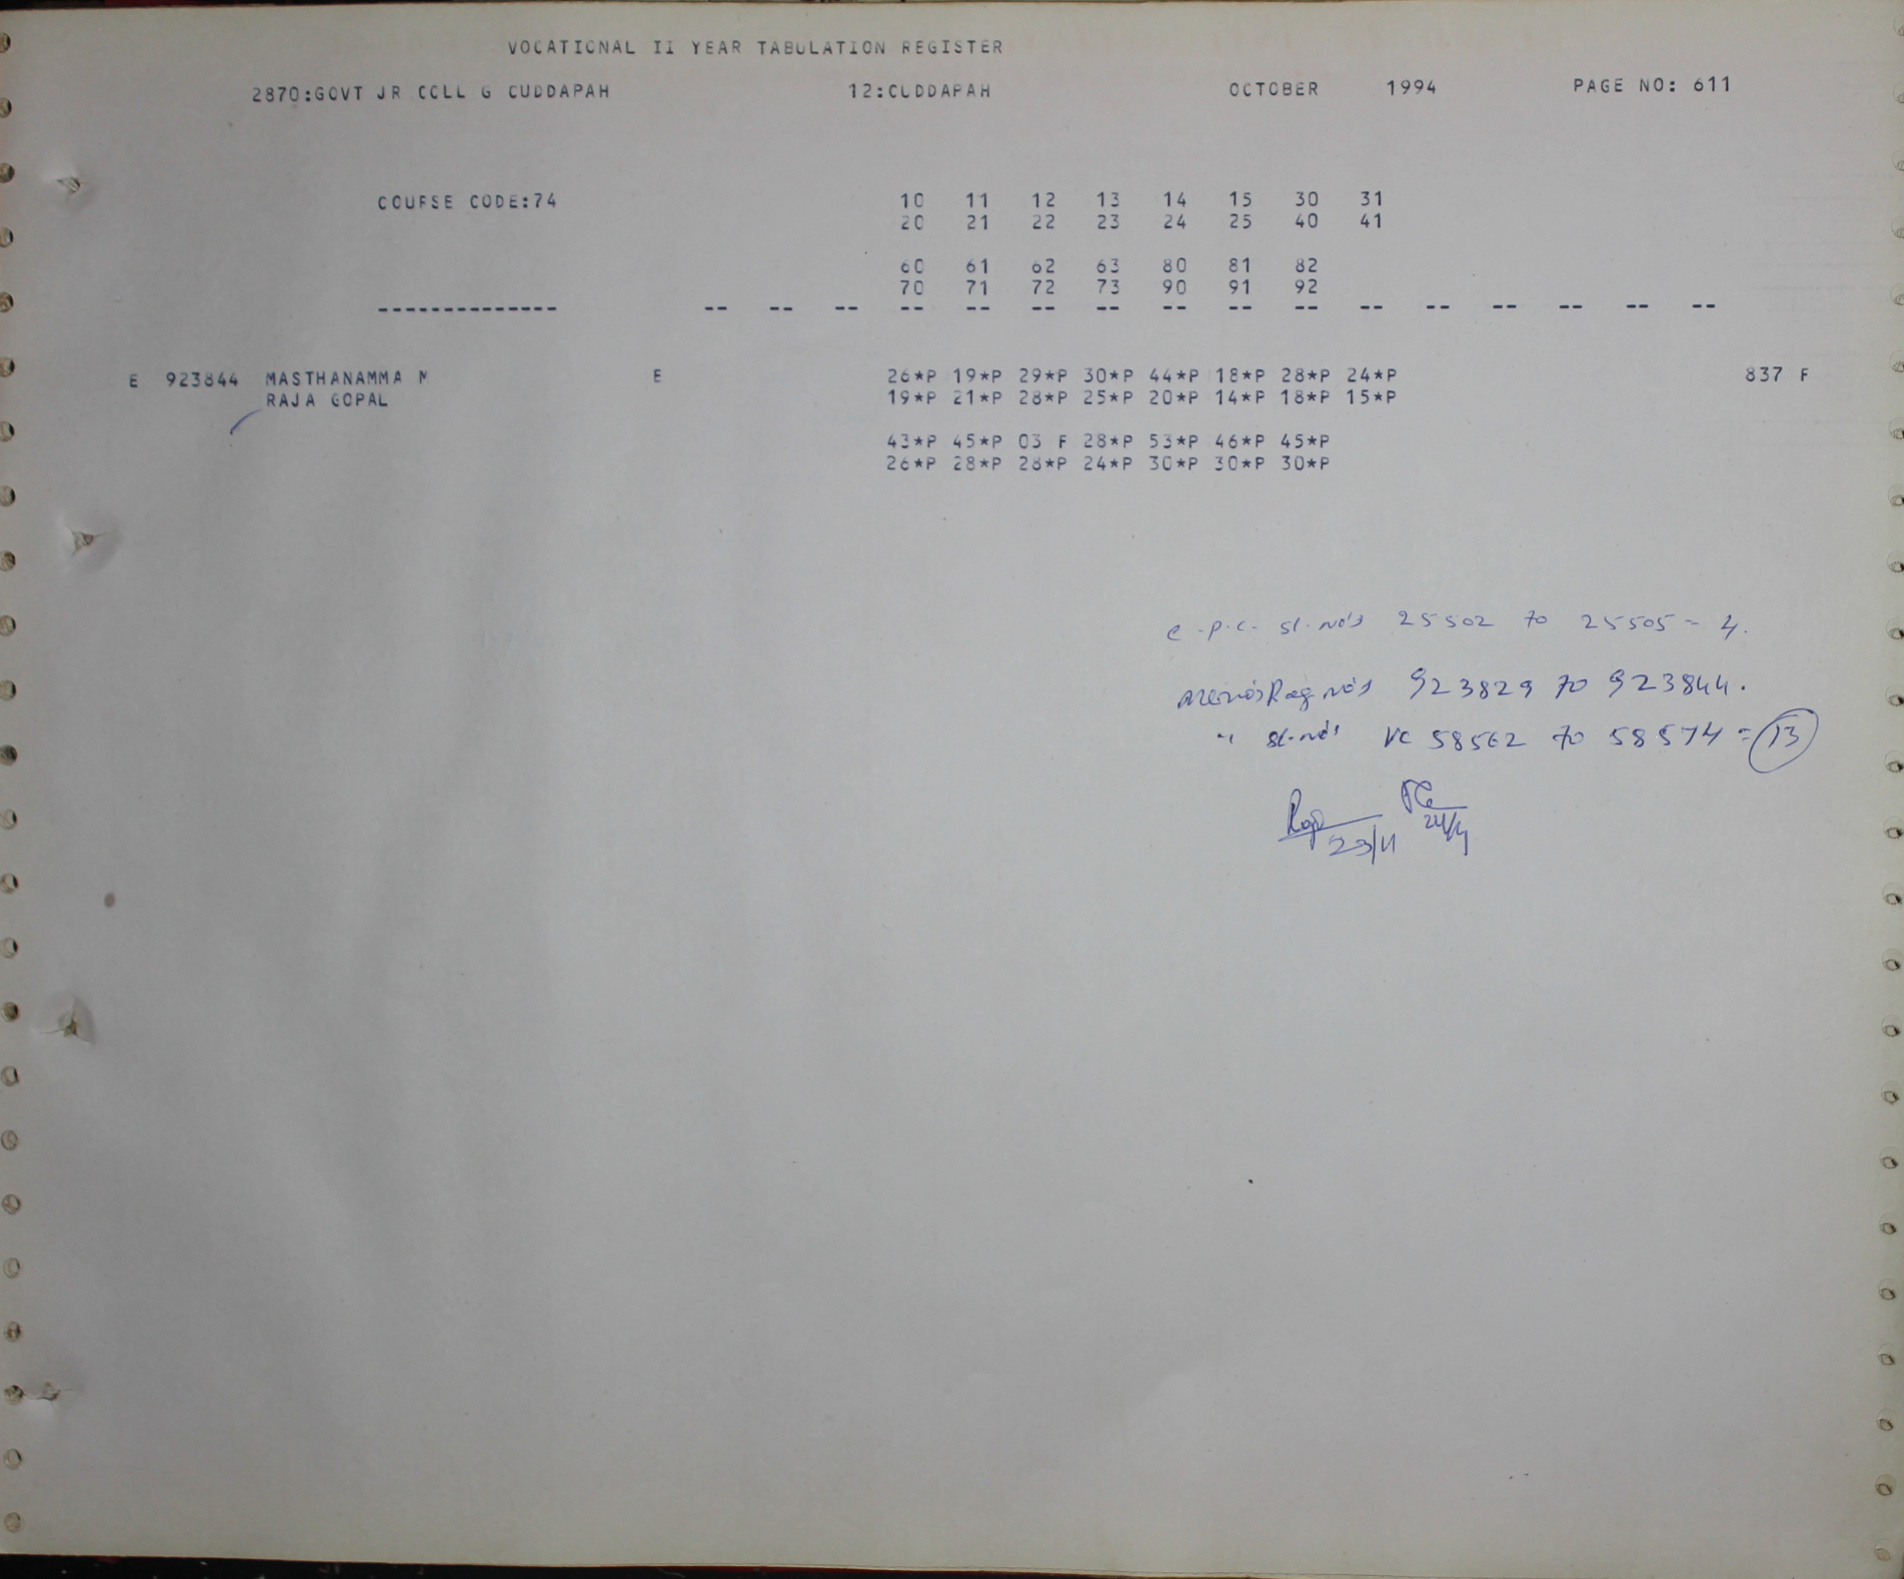 VOCATIONAL II YEAR TABULATION REGISTER
2870:GOVT JR COLL G CUDDAPAH 12:CUDDAPAH OCTOBER 1994 PAGE NO: 611
COURSE CODE:74 10 11 12 13 14 15 30 31
20 21 22 23 24 25 40 41
60 61 62 63 80 81 82
70 71 72 73 90 91 92
-------------- -- -- -- -- -- -- -- -- -- -- -- -- -- -- -- --
E 923844 MASTHANAMMA M E 26*P 19*P 29*P 30*P 44*P 18*P 28*P 24*P 837 F
RAJA GOPAL 19*P 21*P 28*P 25*P 20*P 14*P 18*P 15*P
43*P 45*P 03 F 28*P 53*P 46*P 45*P
26*P 28*P 28*P 24*P 30*P 30*P 30*P
C.P.C. Sl.No's 25502 to 25505 = 4.
Memos Reg No's 923829 to 923844.
" Sl.No's VC 58562 to 58574 = 13
23/11 24/11